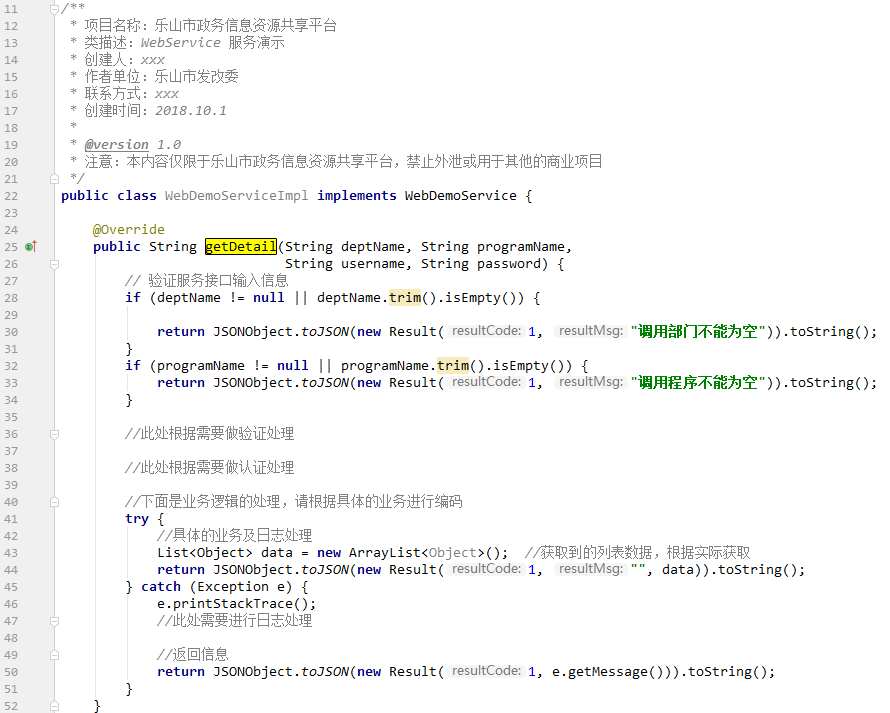 11 /**
12 * 项目名称：乐山市政务信息资源共享平台
13 * 类描述：WebService 服务演示
14 * 创建人：xxx
15 * 作者单位：乐山市发改委
16 * 联系方式：xxx
17 * 创建时间：2018.10.1
18 *
19 * @version 1.0
20 * 注意：本内容仅限于乐山市政务信息资源共享平台，禁止外泄或用于其他的商业项目
21 */
22 public class WebDemoServiceImpl implements WebDemoService {
23
24 @Override
25 public String getDetail(String deptName, String programName,
26 String username, String password) {
27 // 验证服务接口输入信息
28 if (deptName != null || deptName.trim().isEmpty()) {
29
30 return JSONObject.toJSON(new Result( resultCode: 1, resultMsg: "调用部门不能为空")).toString();
31 }
32 if (programName != null || programName.trim().isEmpty()) {
33 return JSONObject.toJSON(new Result( resultCode: 1, resultMsg: "调用程序不能为空")).toString();
34 }
35
36 //此处根据需要做验证处理
37
38 //此处根据需要做认证处理
39
40 //下面是业务逻辑的处理，请根据具体的业务进行编码
41 try {
42 //具体的业务及日志处理
43 List<Object> data = new ArrayList<Object>(); //获取到的列表数据，根据实际获取
44 return JSONObject.toJSON(new Result( resultCode: 1, resultMsg: "", data)).toString();
45 } catch (Exception e) {
46 e.printStackTrace();
47 //此处需要进行日志处理
48
49 //返回信息
50 return JSONObject.toJSON(new Result( resultCode: 1, e.getMessage())).toString();
51 }
52 }